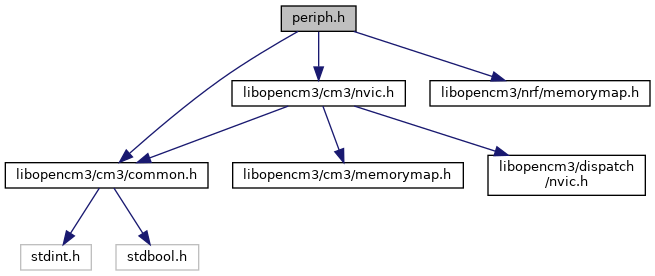 periph.h
libopencm3/cm3/nvic.h
libopencm3/nrf/memorymap.h
libopencm3/cm3/common.h
libopencm3/cm3/memorymap.h
libopencm3/dispatch
/nvic.h
stdint.h
stdbool.h